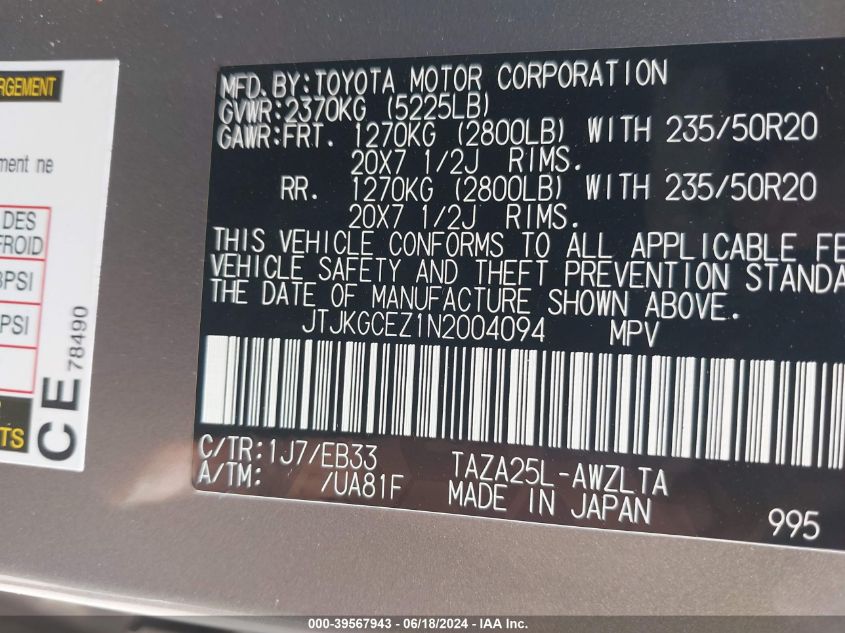 RGEMENT
ment ne
DES
FROID
PSI
PSI
TS
CE 78490
MFD. BY:TOYOTA MOTOR CORPORATION
GVWR:2370KG (5225LB)
GAWR:FRT. 1270KG (2800LB) WITH 235/50R20
20X7 1/2J RIMS.
RR. 1270KG (2800LB) WITH 235/50R20
20X7 1/2J RIMS.
THIS VEHICLE CONFORMS TO ALL APPLICABLE FE
VEHICLE SAFETY AND THEFT PREVENTION STANDA
THE DATE OF MANUFACTURE SHOWN ABOVE.
JTJKGCEZ1N2004094 MPV
C/TR:1J7/EB33 TAZA25L-AWZLTA
A/TM: /UA81F MADE IN JAPAN 995
000-39567943 - 06/18/2024 - IAA Inc.